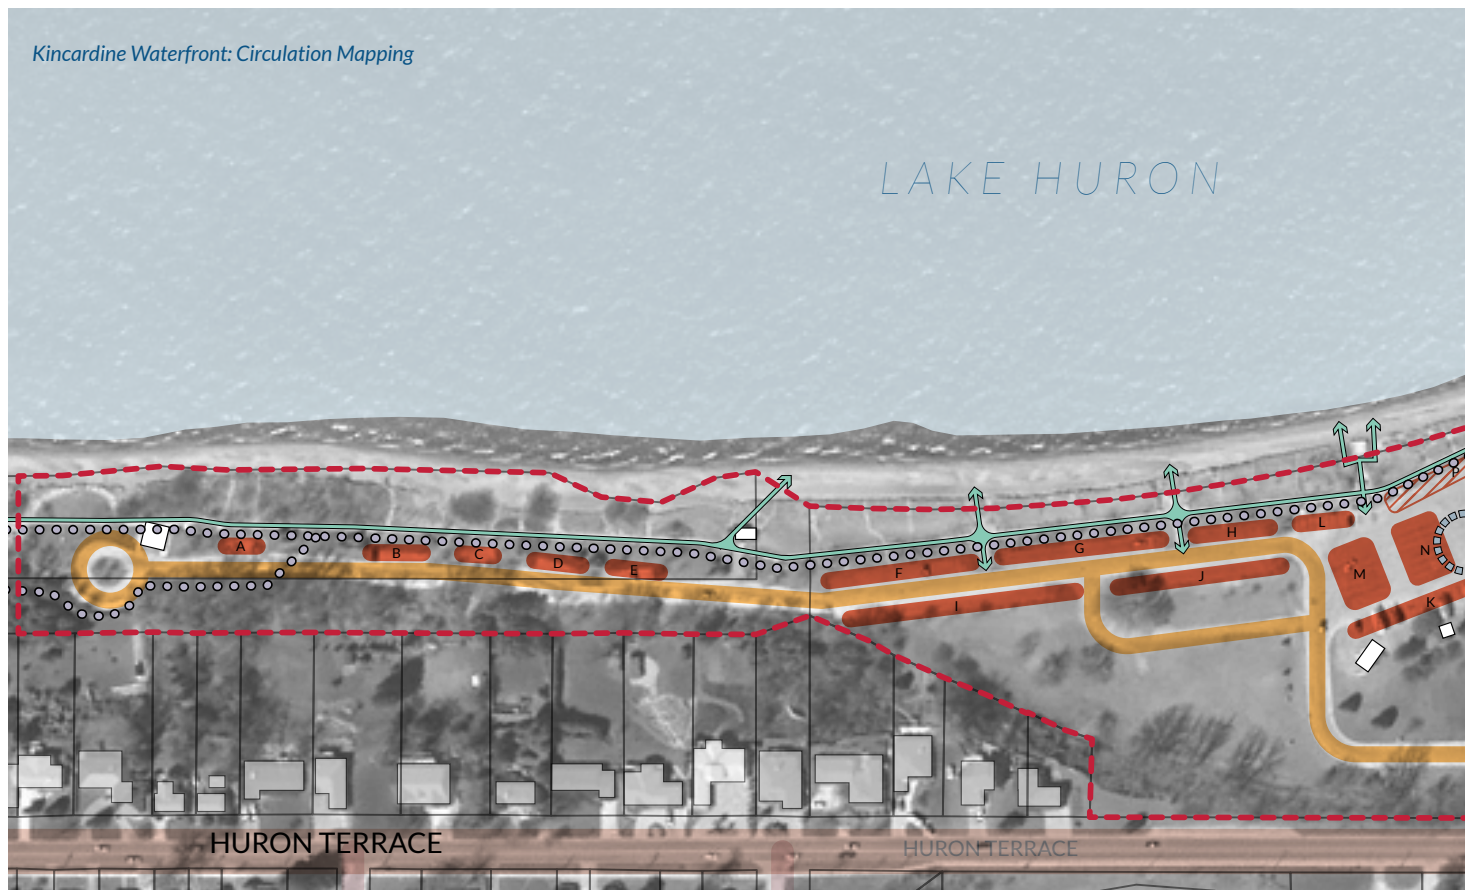 Kincardine Waterfront: Circulation Mapping
LAKE HURON
P
L
H
G
N
A
B
C
D
E
F
M
J
I
K
HURON TERRACE
HURON TERRACE